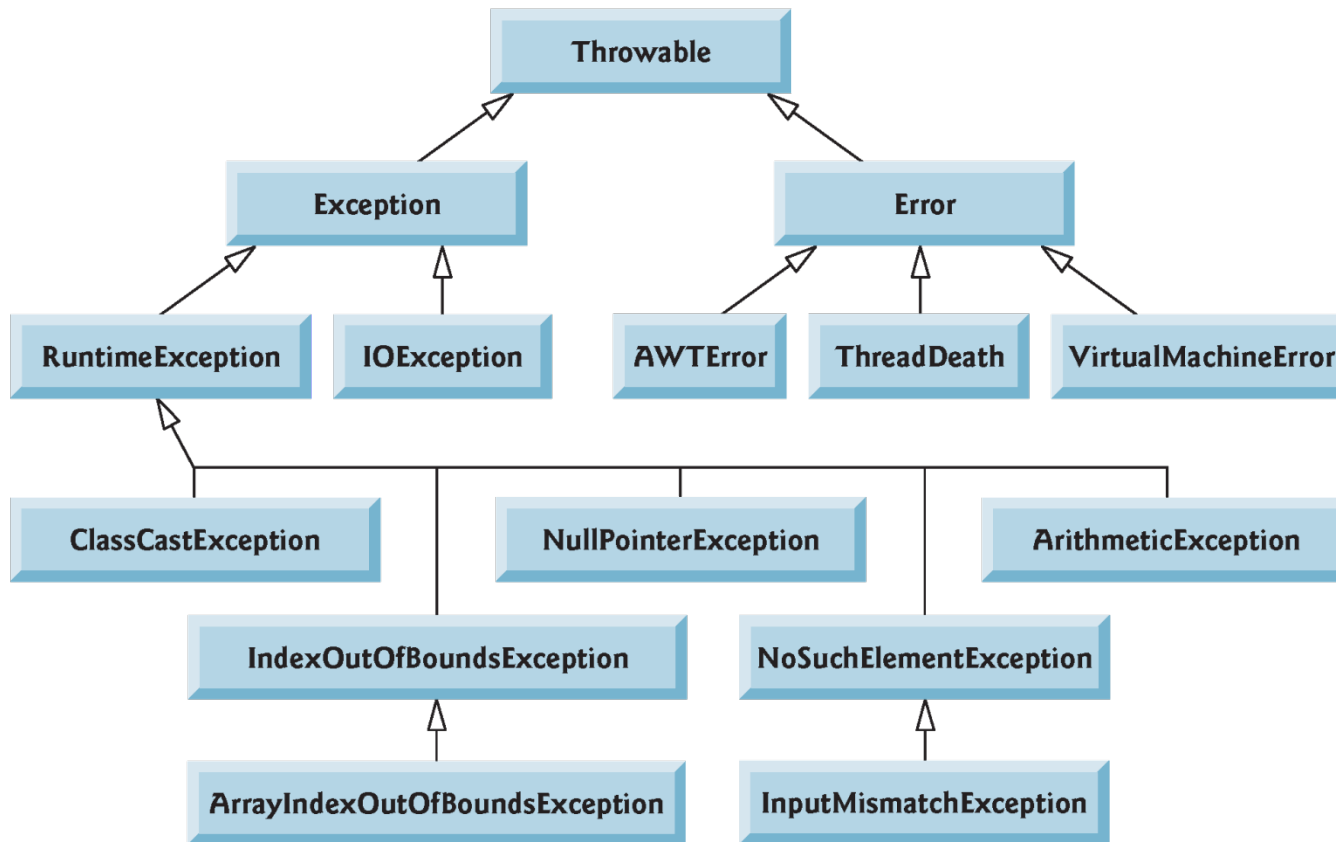 Throwable
Exception
Error
RuntimeException
IOException
AWTError
ThreadDeath
VirtualMachineError
ClassCastException
NullPointerException
ArithmeticException
IndexOutOfBoundsException
NoSuchElementException
ArrayIndexOutOfBoundsException
InputMismatchException